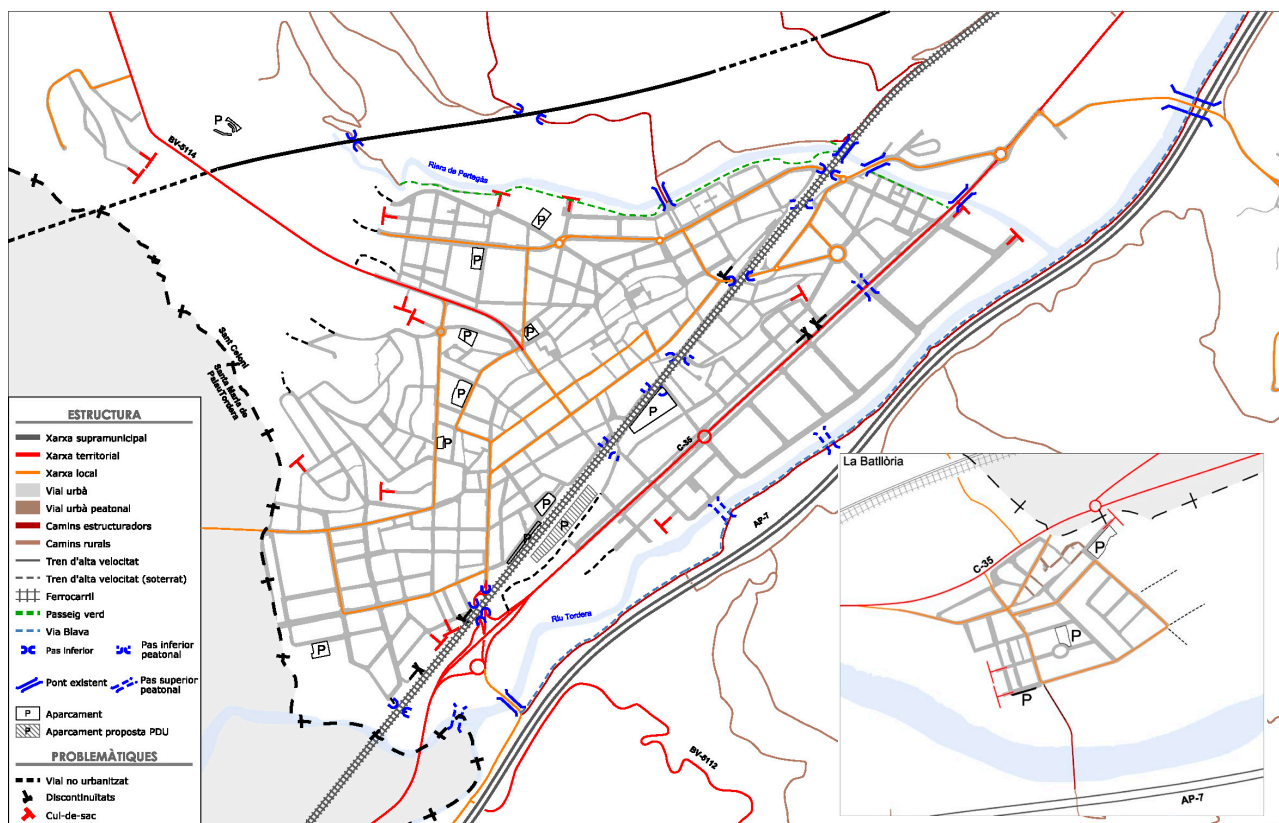 BV-5114
P
Riera de Pertegàs
P
P
P
P
P
P
Sant Celoni
Santa Maria de
PalauTordera
P
C-35
P
P
P
P
AP-7
Riu Tordera
BV-5112
ESTRUCTURA
Xarxa supramunicipal
Xarxa territorial
Xarxa local
Vial urbà
Vial urbà peatonal
Camins estructuradors
Camins rurals
Tren d'alta velocitat
Tren d'alta velocitat (soterrat)
Ferrocarril
Passeig verd
Via Blava
Pas inferior
Pas inferior
peatonal
Pont existent
Pas superior
peatonal
P Aparcament
P Aparcament proposta PDU
PROBLEMÀTIQUES
Vial no urbanitzat
Discontinuïtats
Cul-de-sac
La Batllòria
C-35
P
P
P
AP-7